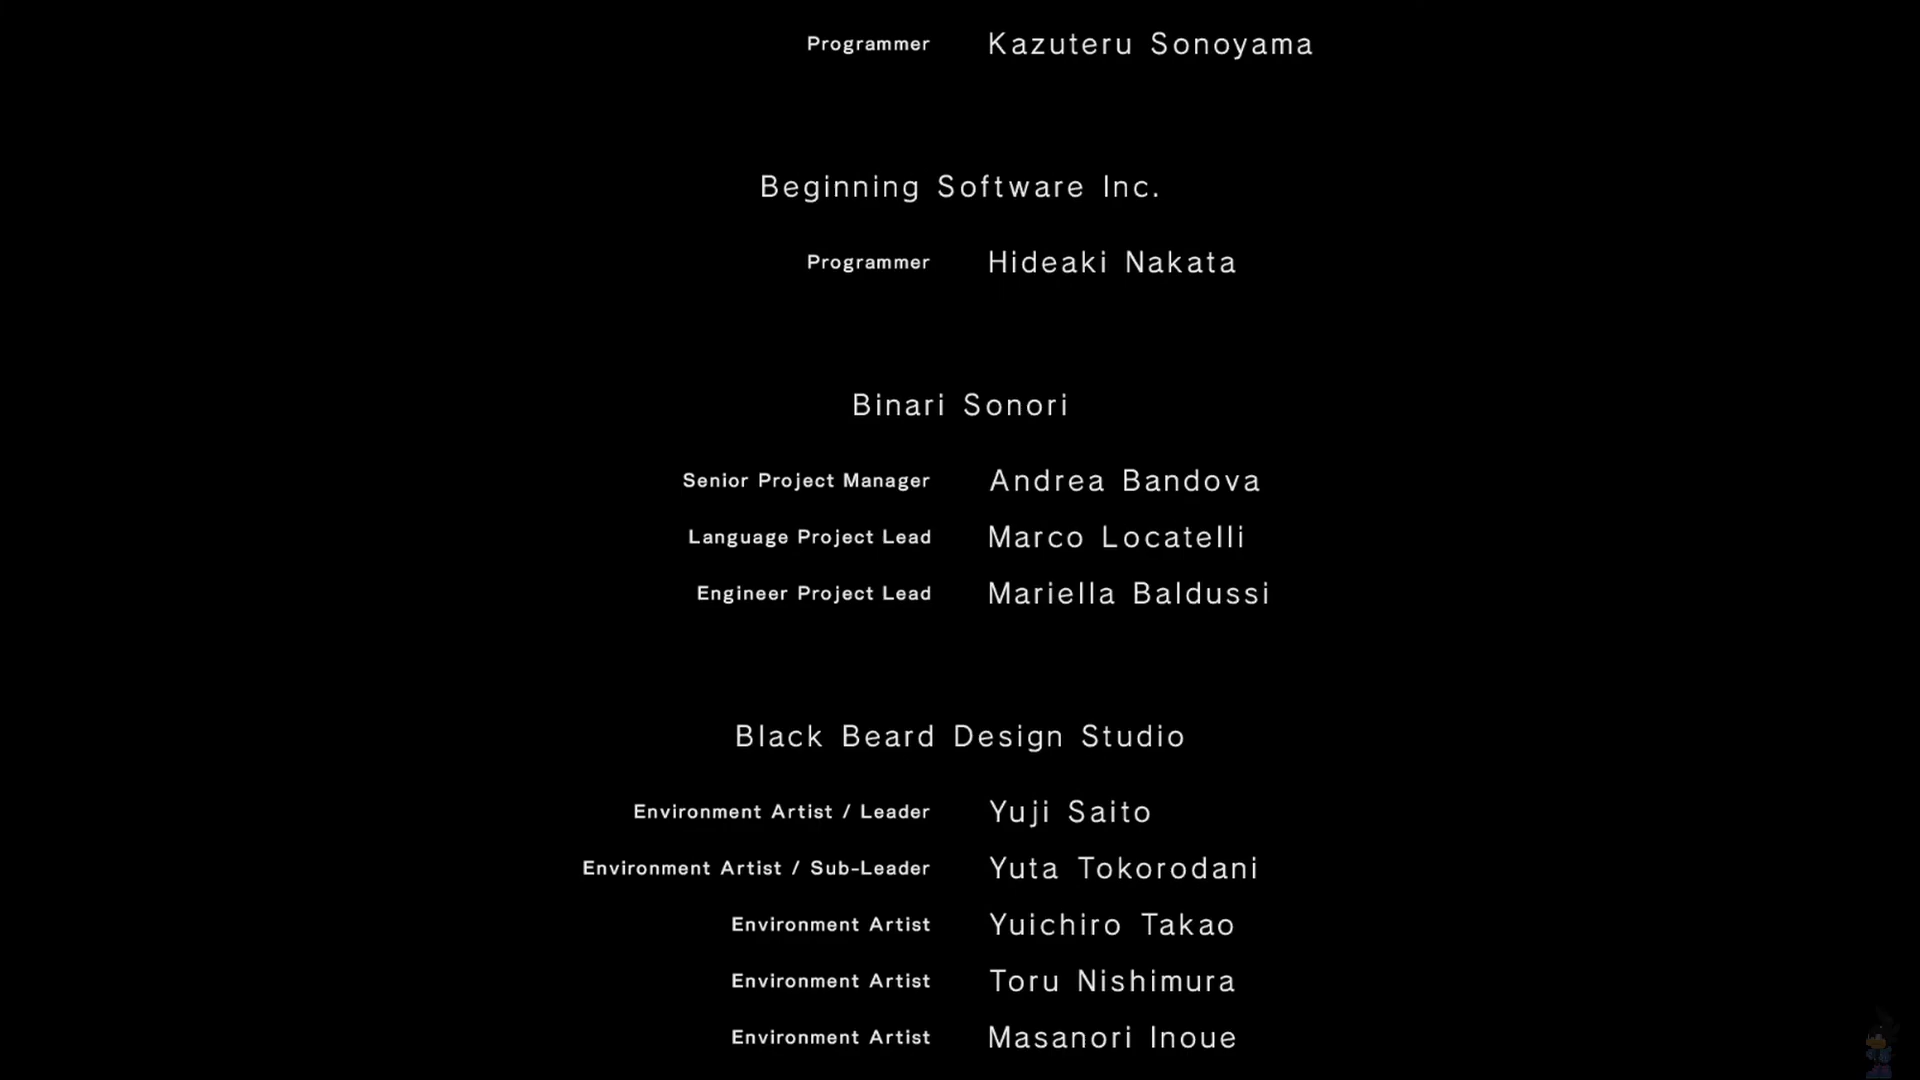 Programmer Kazuteru Sonoyama
Beginning Software Inc.
Programmer Hideaki Nakata
Binari Sonori
Senior Project Manager Andrea Bandova
Language Project Lead Marco Locatelli
Engineer Project Lead Mariella Baldussi
Black Beard Design Studio
Environment Artist / Leader Yuji Saito
Environment Artist / Sub-Leader Yuta Tokorodani
Environment Artist Yuichiro Takao
Environment Artist Toru Nishimura
Environment Artist Masanori Inoue